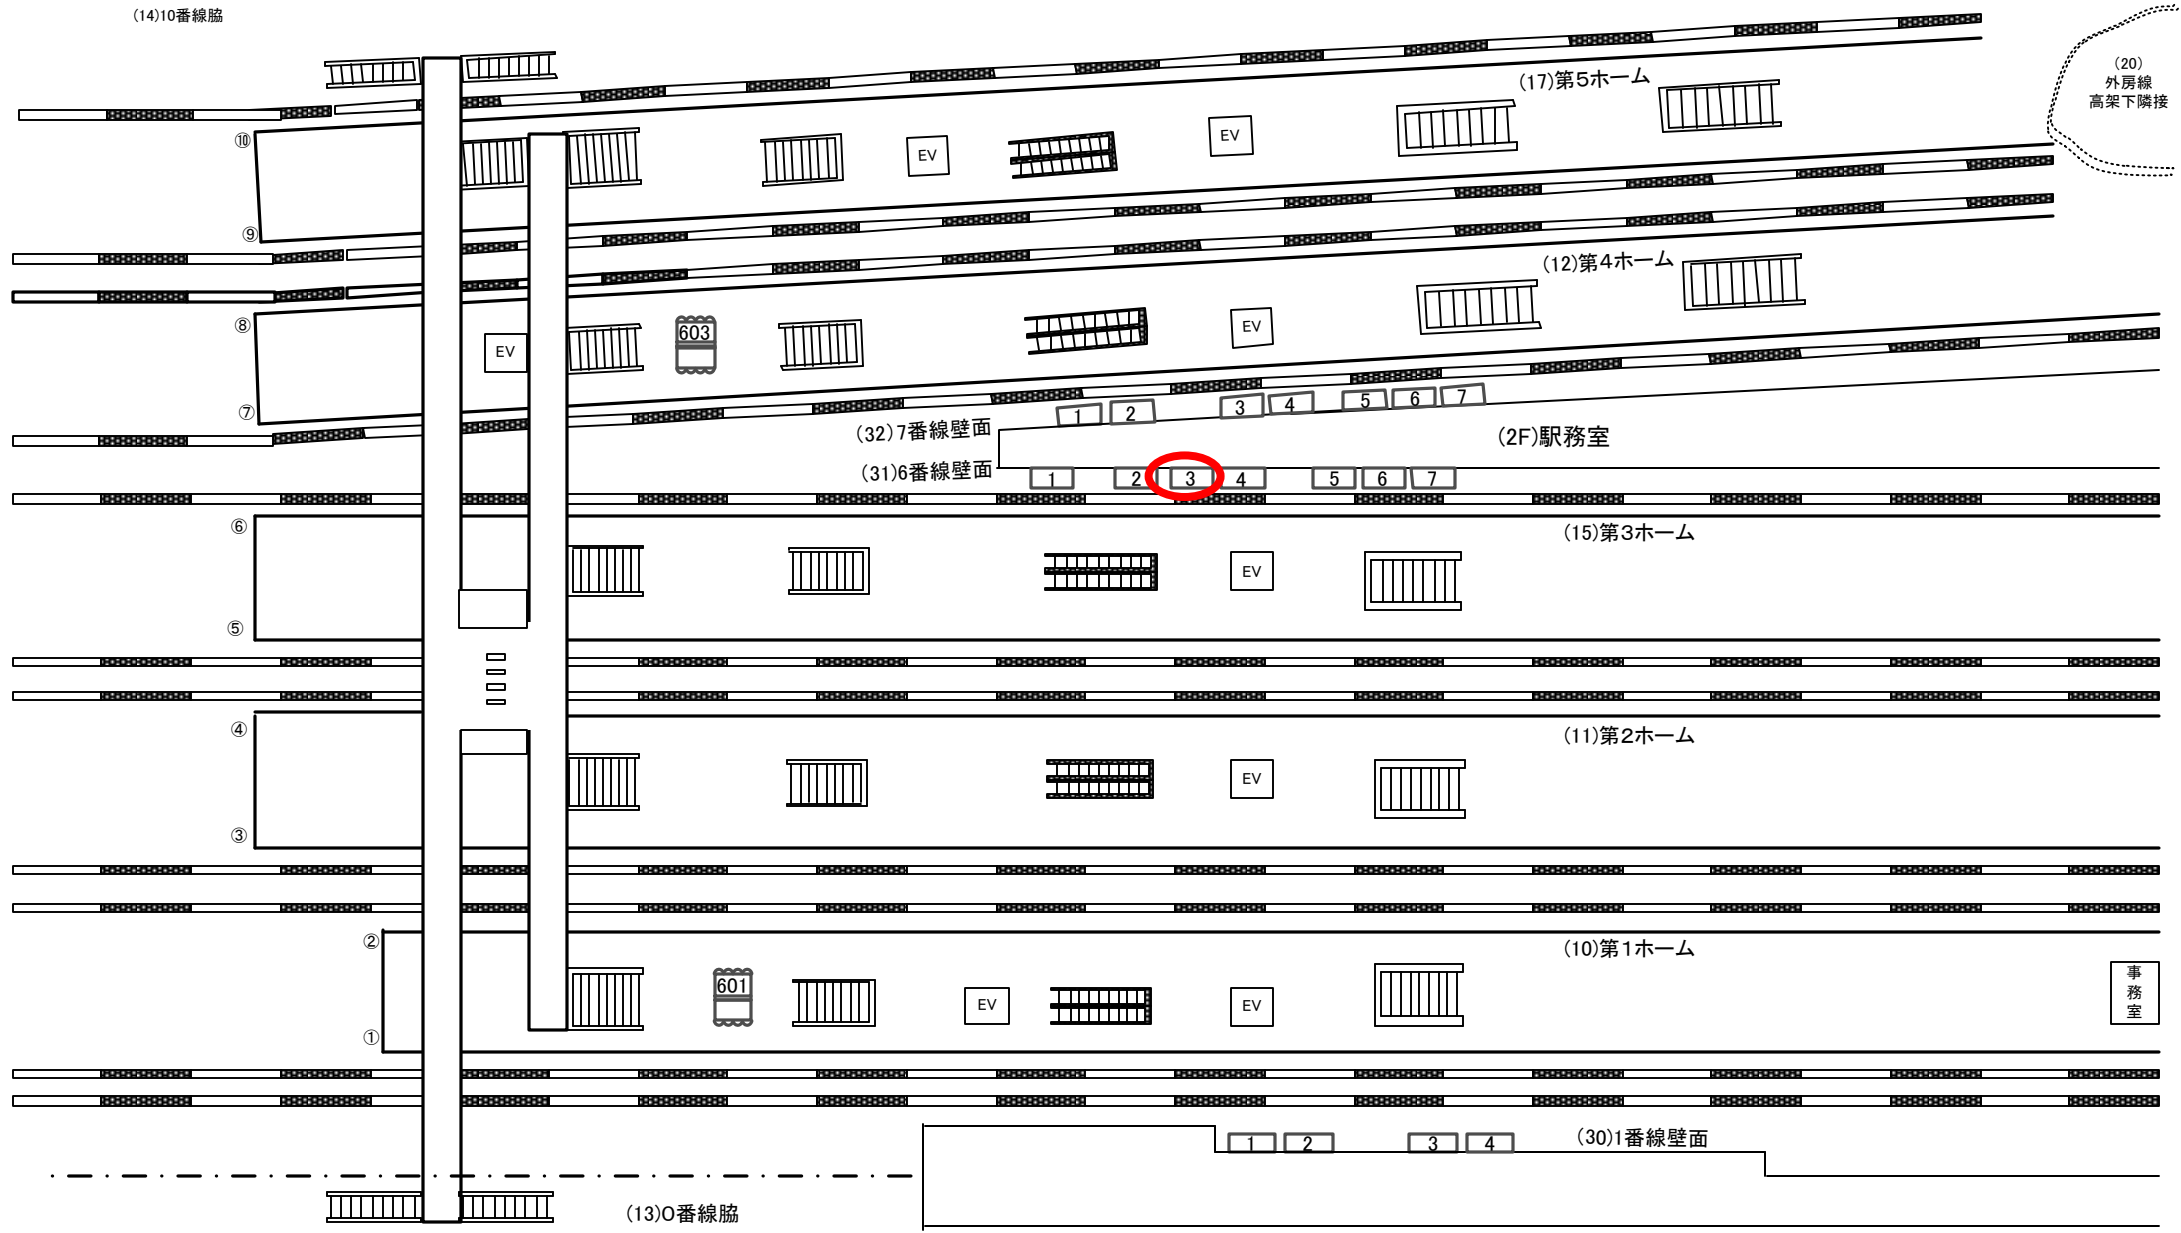 (14)10番線脇
(20)
外房線
高架下隣接
(17)第5ホーム
⑩
EV
EV
⑨
(12)第4ホーム
⑧
EV
603
EV
⑦
1
2
3
4
5
6
7
(32)7番線壁面
(2F)駅務室
(31)6番線壁面
1
2
3
4
5
6
7
⑥
(15)第3ホーム
EV
⑤
④
(11)第2ホーム
EV
③
②
(10)第1ホーム
601
EV
EV
事
務
室
①
1
2
3
4
(30)1番線壁面
(13)0番線脇